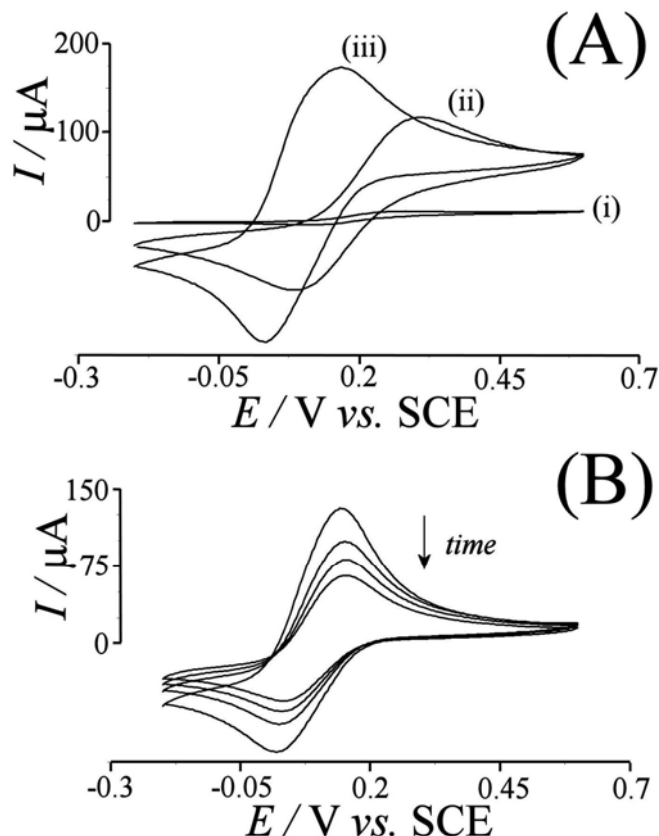 (A)
200
100
0
I / μA
(iii)
(ii)
(i)
-0.3 -0.05 0.2 0.45 0.7
E / V vs. SCE
(B)
150
-75
0
I / μA
time
-0.3 -0.05 0.2 0.45 0.7
E / V vs. SCE